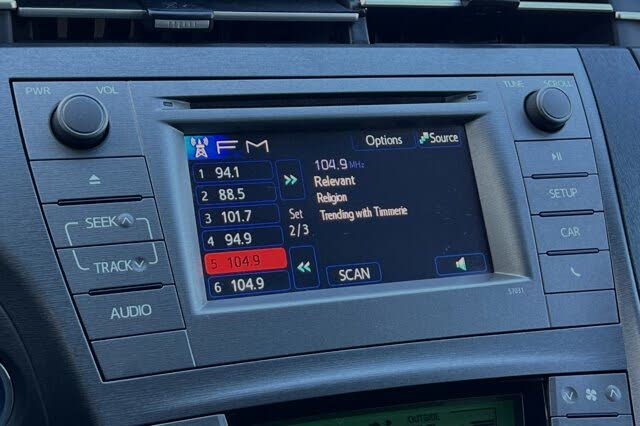 PWR VOL
TUNE SCROLL
FM
Options
Source
1 94.1
2 88.5
3 101.7
4 94.9
5 104.9
6 104.9
Set
2/3
104.9 MHz
Relevant
Religion
Trending with Timmerie
SCAN
SEEK
TRACK
AUDIO
SETUP
CAR
57031
OUTSIDE